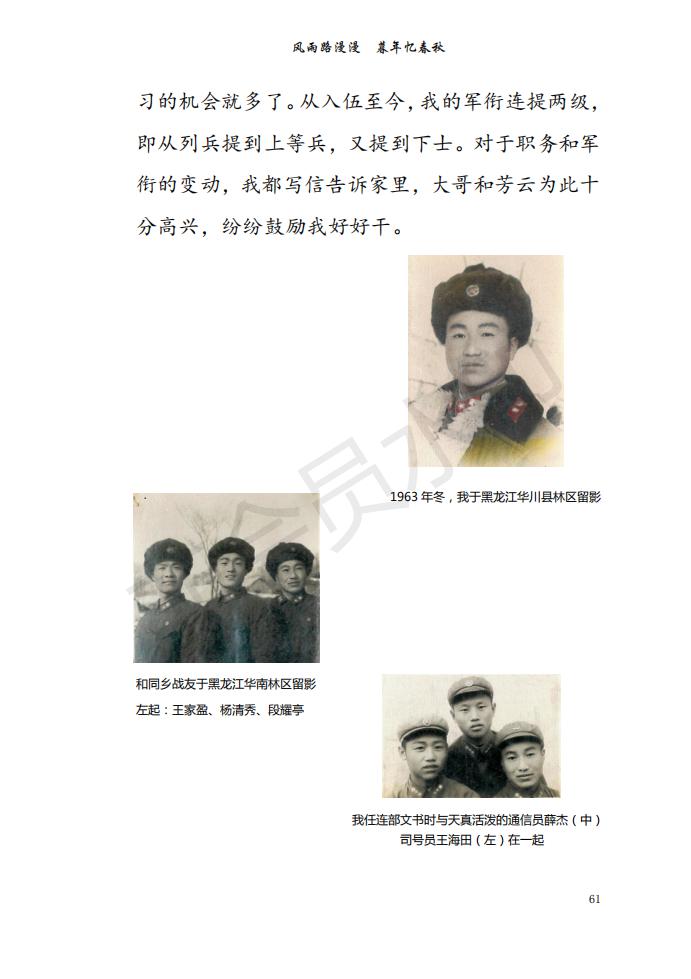 风雨路漫漫　暮年忆春秋
习的机会就多了。从入伍至今，我的军衔连提两级，
即从列兵提到上等兵，又提到下士。对于职务和军
衔的变动，我都写信告诉家里，大哥和芳云为此十
分高兴，纷纷鼓励我好好干。
1963 年冬，我于黑龙江华川县林区留影
和同乡战友于黑龙江华南林区留影
左起：王家盈、杨清秀、段耀亭
我任连部文书时与天真活泼的通信员薛杰（中）
司号员王海田（左）在一起
61